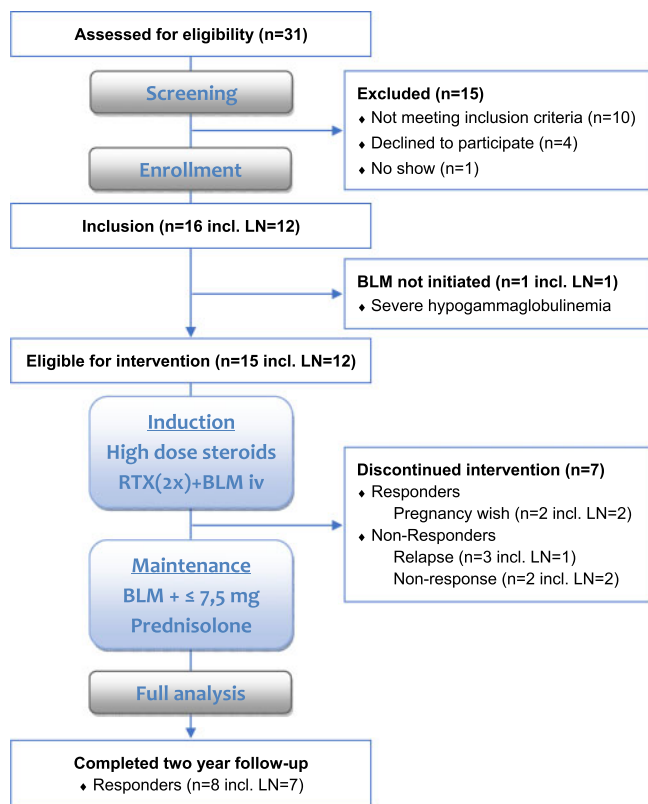 Assessed for eligibility (n=31)
Screening
Excluded (n=15)
♦ Not meeting inclusion criteria (n=10)
♦ Declined to participate (n=4)
♦ No show (n=1)
Enrollment
Inclusion (n=16 incl. LN=12)
BLM not initiated (n=1 incl. LN=1)
♦ Severe hypogammaglobulinemia
Eligible for intervention (n=15 incl. LN=12)
Induction
High dose steroids
RTX(2x)+BLM iv
Discontinued intervention (n=7)
♦ Responders
Pregnancy wish (n=2 incl. LN=2)
♦ Non-Responders
Relapse (n=3 incl. LN=1)
Non-response (n=2 incl. LN=2)
Maintenance
BLM + ≤ 7,5 mg
Prednisolone
Full analysis
Completed two year follow-up
♦ Responders (n=8 incl. LN=7)